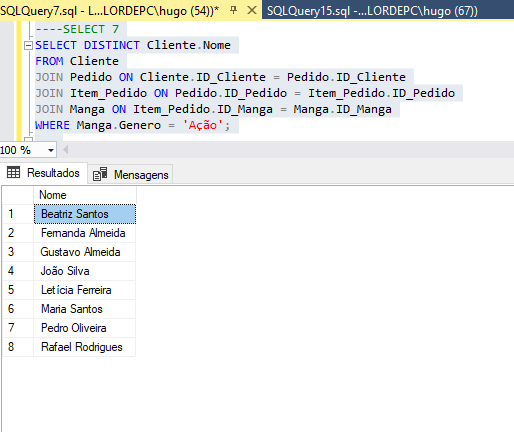 SQLQuery7.sql - L...LORDEPC\hugo (54))* SQLQuery15.sql -...LORDEPC\hugo (67))
----SELECT 7
SELECT DISTINCT Cliente.Nome
FROM Cliente
JOIN Pedido ON Cliente.ID_Cliente = Pedido.ID_Cliente
JOIN Item_Pedido ON Pedido.ID_Pedido = Item_Pedido.ID_Pedido
JOIN Manga ON Item_Pedido.ID_Manga = Manga.ID_Manga
WHERE Manga.Genero = 'Ação';
100 %
Resultados Mensagens
Nome
1 Beatriz Santos
2 Fernanda Almeida
3 Gustavo Almeida
4 João Silva
5 Letícia Ferreira
6 Maria Santos
7 Pedro Oliveira
8 Rafael Rodrigues